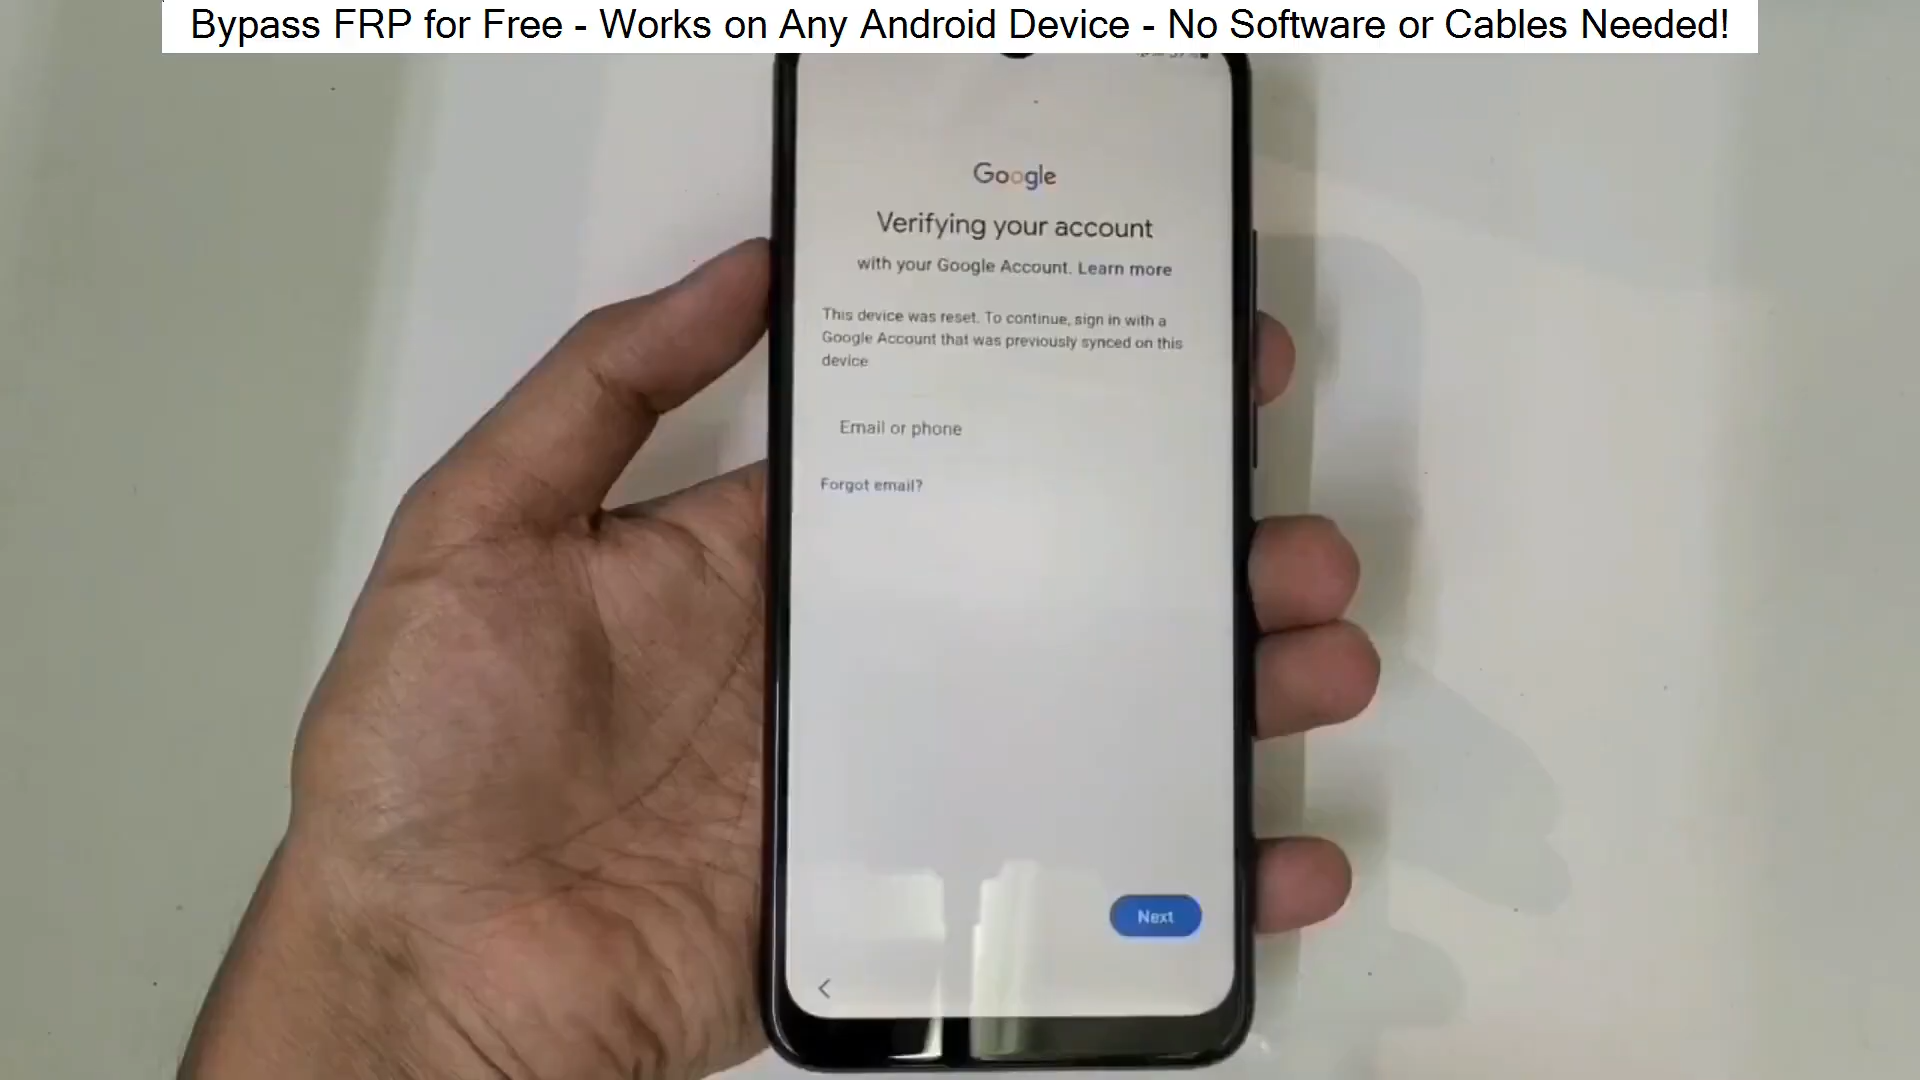 Bypass FRP for Free - Works on Any Android Device - No Software or Cables Needed!
Google
Verifying your account
with your Google Account. Learn more
This device was reset. To continue, sign in with a
Google Account that was previously synced on this
device
Email or phone
Forgot email?
Next